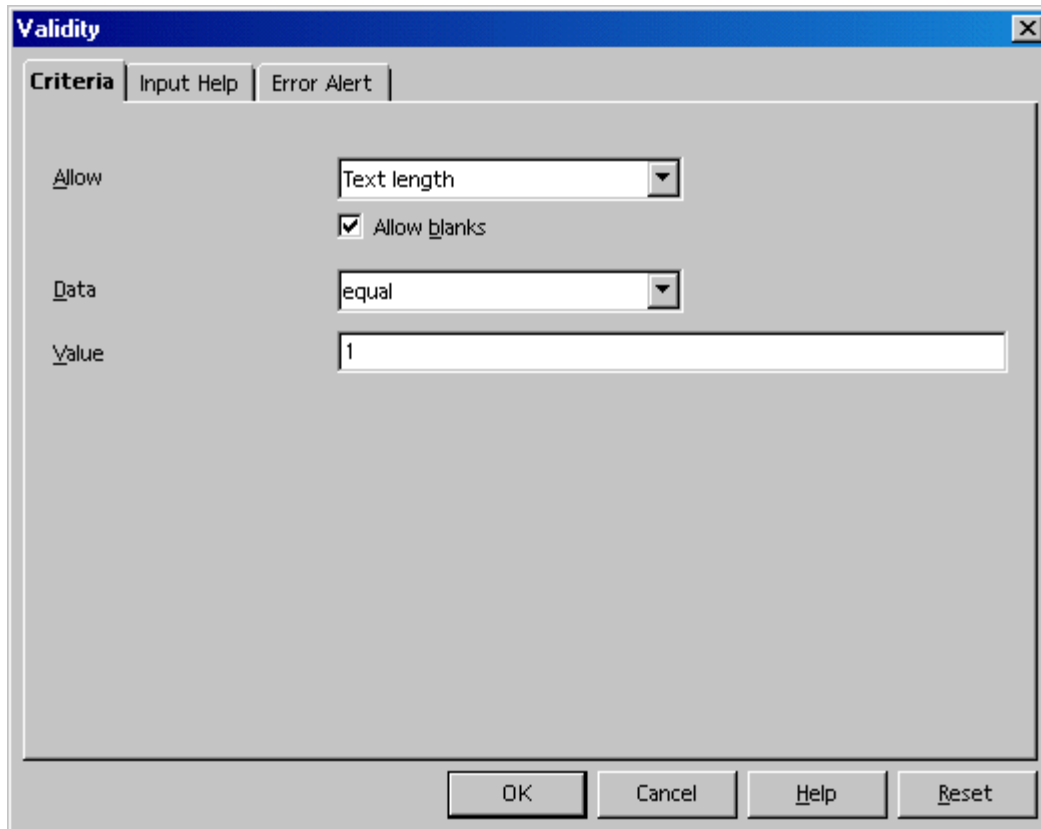 Validity
Criteria Input Help Error Alert
Allow Text length
Allow blanks
Data equal
Value 1
OK Cancel Help Reset